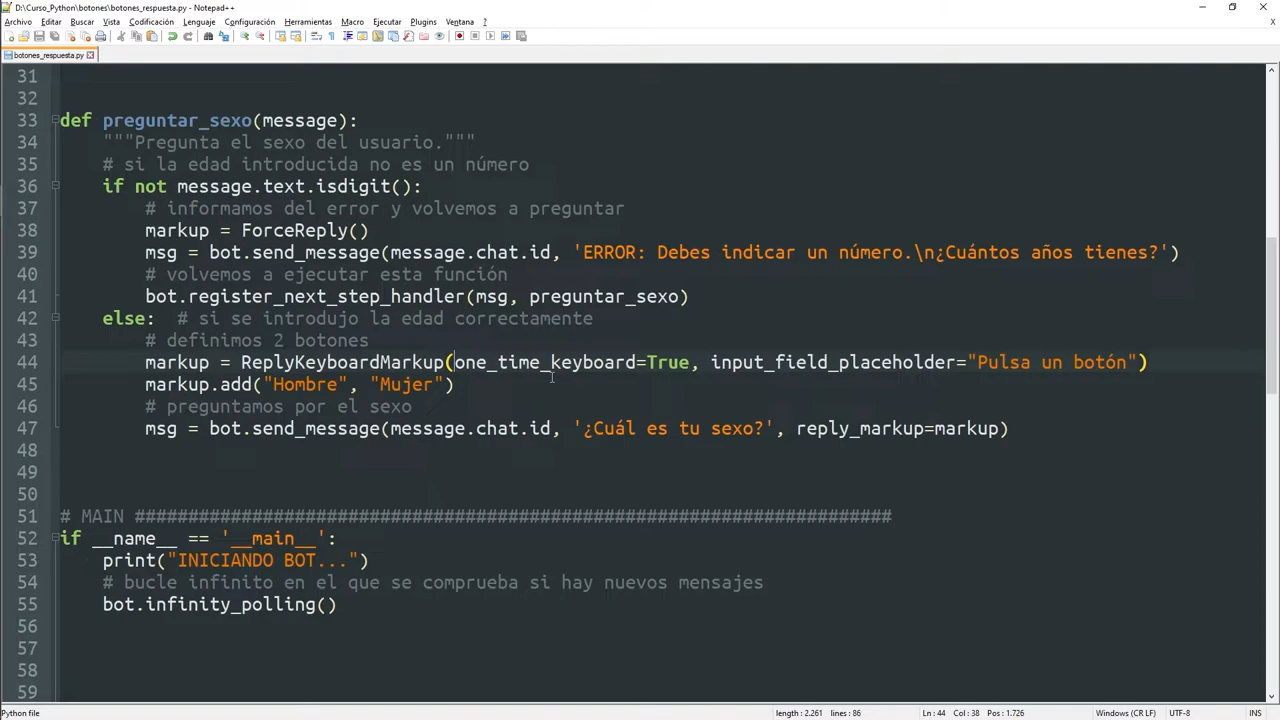 D:\Curso_Python\botones\botones_respuesta.py - Notepad++
Archivo Editar Buscar Vista Codificación Lenguaje Configuración Herramientas Macro Ejecutar Plugins Ventana ?
X
botones_respuesta.py
31
32
33 def preguntar_sexo(message):
34 """Pregunta el sexo del usuario."""
35 # si la edad introducida no es un número
36 if not message.text.isdigit():
37 # informamos del error y volvemos a preguntar
38 markup = ForceReply()
39 msg = bot.send_message(message.chat.id, 'ERROR: Debes indicar un número.\n¿Cuántos años tienes?')
40 # volvemos a ejecutar esta función
41 bot.register_next_step_handler(msg, preguntar_sexo)
42 else: # si se introdujo la edad correctamente
43 # definimos 2 botones
44 markup = ReplyKeyboardMarkup(one_time_keyboard=True, input_field_placeholder="Pulsa un botón")
45 markup.add("Hombre", "Mujer")
46 # preguntamos por el sexo
47 msg = bot.send_message(message.chat.id, '¿Cuál es tu sexo?', reply_markup=markup)
48
49
50
51 # MAIN #######################################################################
52 if __name__ == '__main__':
53 print("INICIANDO BOT...")
54 # bucle infinito en el que se comprueba si hay nuevos mensajes
55 bot.infinity_polling()
56
57
58
59
Python file length : 2.261 lines : 86 Ln : 44 Col : 38 Pos : 1.726 Windows (CR LF) UTF-8 INS